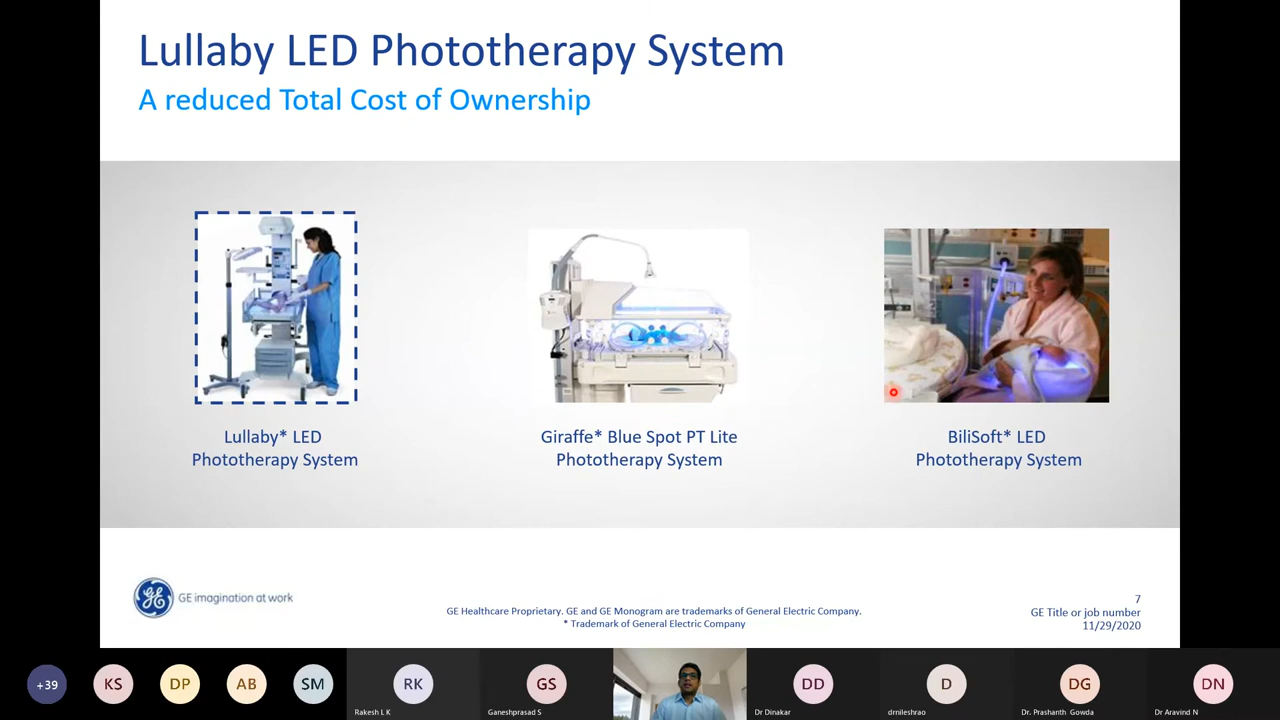 Lullaby LED Phototherapy System
A reduced Total Cost of Ownership
Lullaby* LED
Phototherapy System
Giraffe* Blue Spot PT Lite
Phototherapy System
BiliSoft* LED
Phototherapy System
GE imagination at work
GE Healthcare Proprietary. GE and GE Monogram are trademarks of General Electric Company.
* Trademark of General Electric Company
7
GE Title or job number
11/29/2020
+39
KS
DP
AB
SM
RK
Rakesh L K
GS
Ganeshprasad S
DD
Dr Dinakar
D
drnileshrao
DG
Dr. Prashanth Gowda
DN
Dr Aravind N